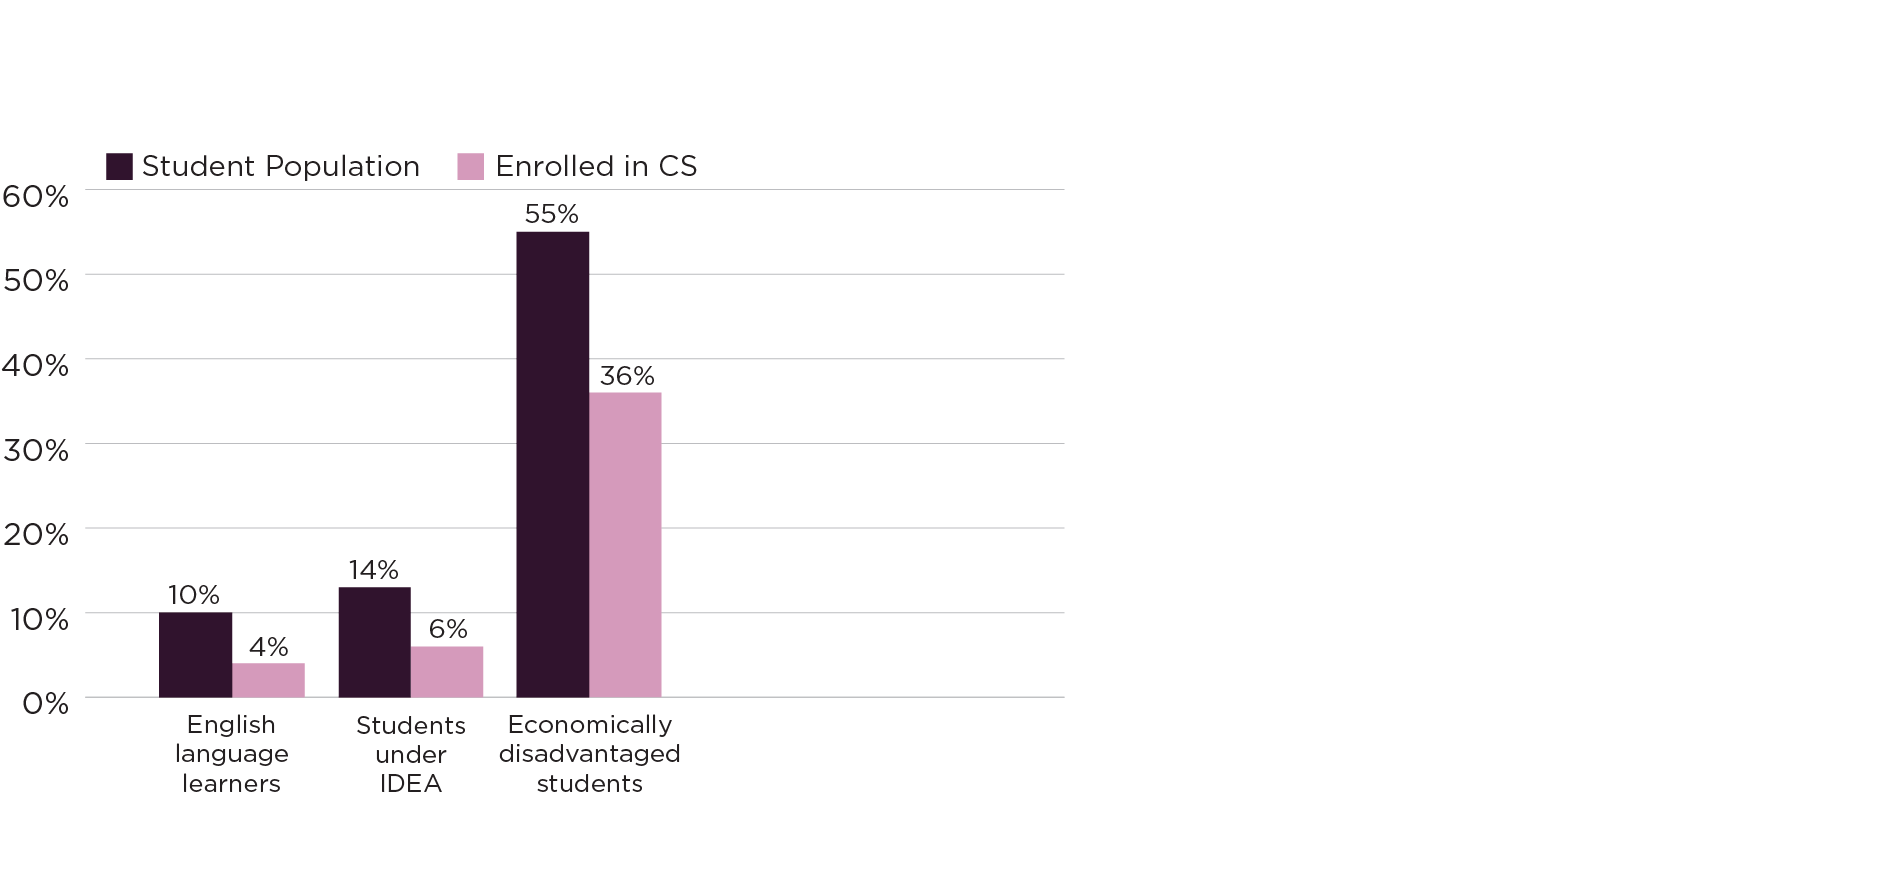 Student Population
Enrolled in CS
60%
50%
40%
30%
20%
10%
0%
10%
4%
14%
6%
55%
36%
English
language
learners
Students
under
IDEA
Economically
disadvantaged
students